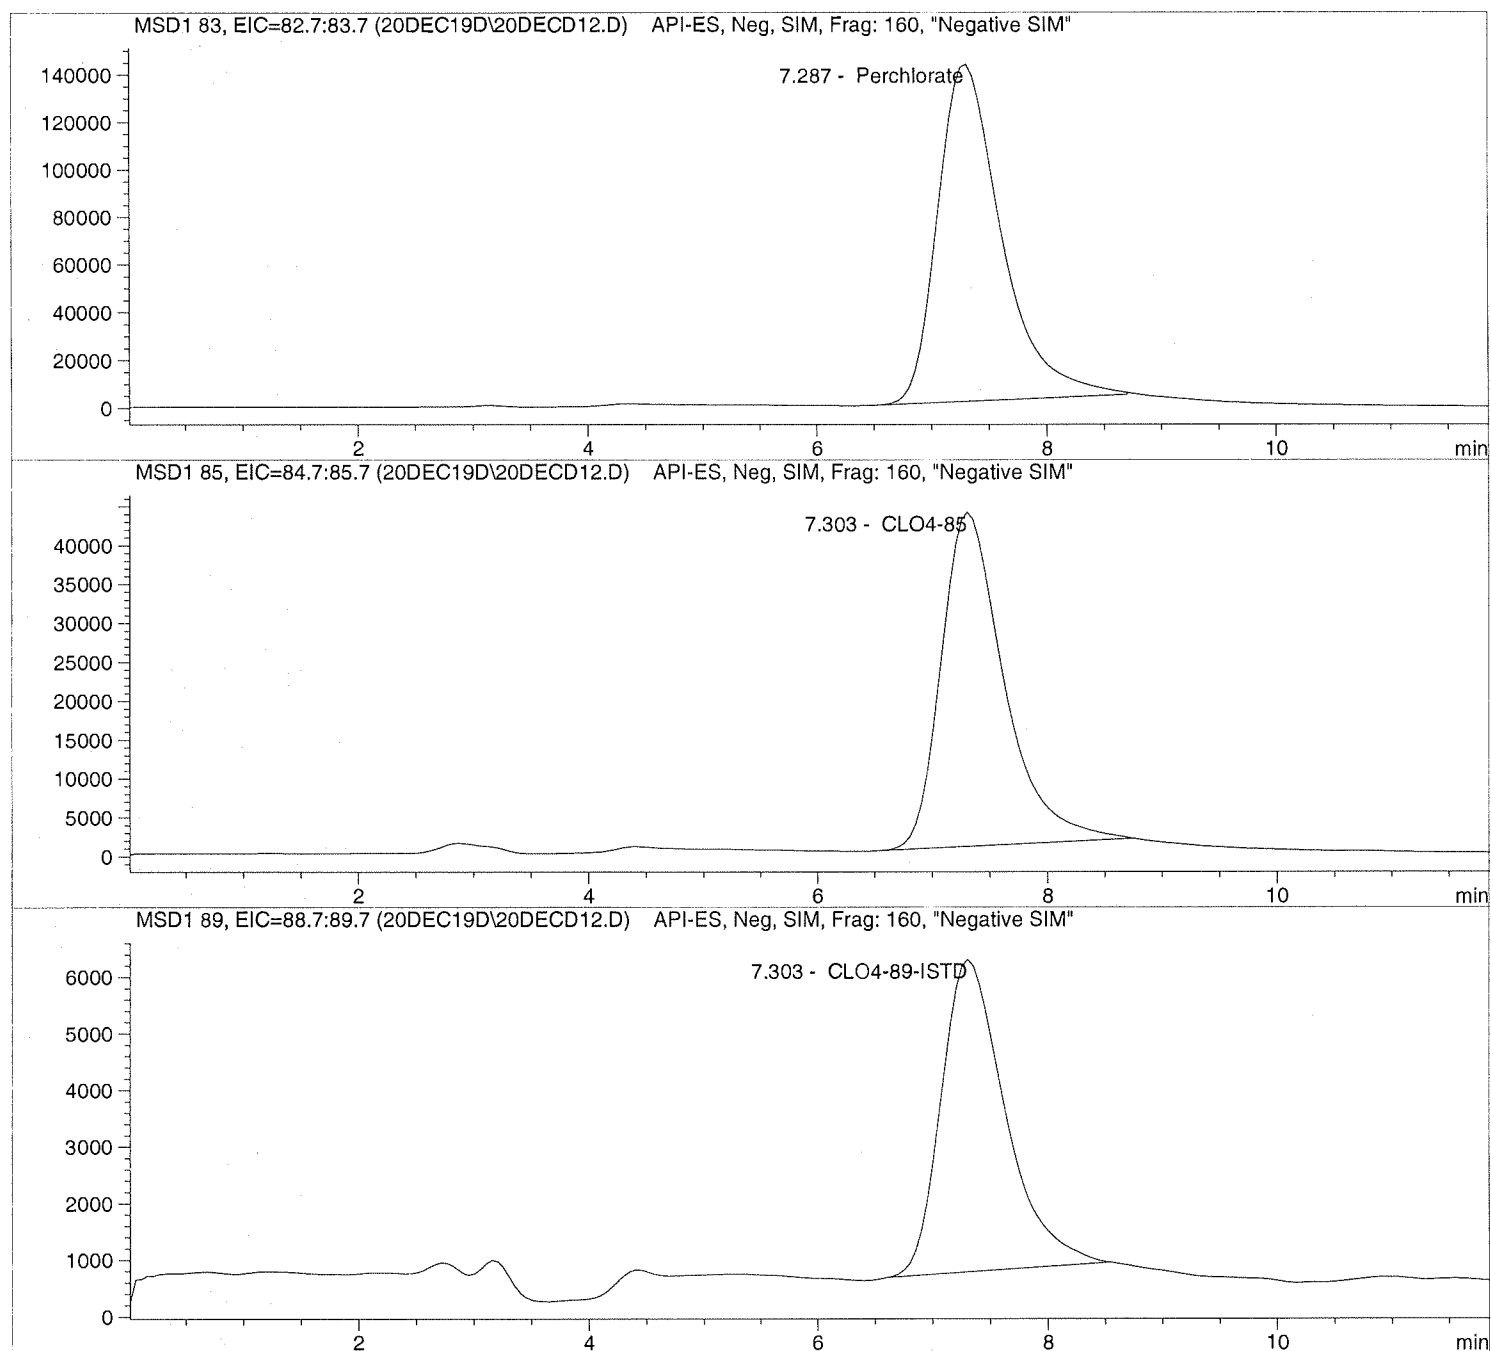 MSD1 83, EIC=82.7:83.7 (20DEC19D\20DECD12.D) API-ES, Neg, SIM, Frag: 160, "Negative SIM"
7.287 - Perchlorate
140000
120000
100000
80000
60000
40000
20000
0
2 4 6 8 10 min
MSD1 85, EIC=84.7:85.7 (20DEC19D\20DECD12.D) API-ES, Neg, SIM, Frag: 160, "Negative SIM"
7.303 - CLO4-85
40000
35000
30000
25000
20000
15000
10000
5000
0
2 4 6 8 10 min
MSD1 89, EIC=88.7:89.7 (20DEC19D\20DECD12.D) API-ES, Neg, SIM, Frag: 160, "Negative SIM"
7.303 - CLO4-89-ISTD
6000
5000
4000
3000
2000
1000
0
2 4 6 8 10 min